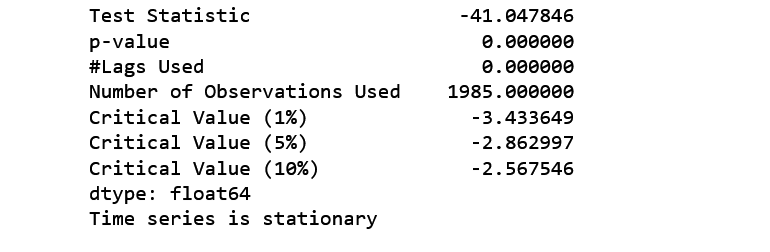 Test Statistic -41.047846
p-value 0.000000
#Lags Used 0.000000
Number of Observations Used 1985.000000
Critical Value (1%) -3.433649
Critical Value (5%) -2.862997
Critical Value (10%) -2.567546
dtype: float64
Time series is stationary